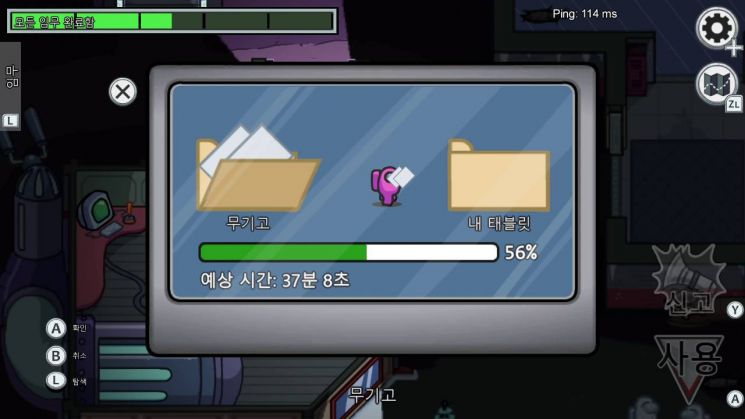 모든 임무 완료함
Ping: 114 ms
맵
L
ZL
무기고
내 태블릿
56%
예상 시간: 37분 8초
신고
Y
A 확인
B 취소
L 탐색
사용
A
무기고